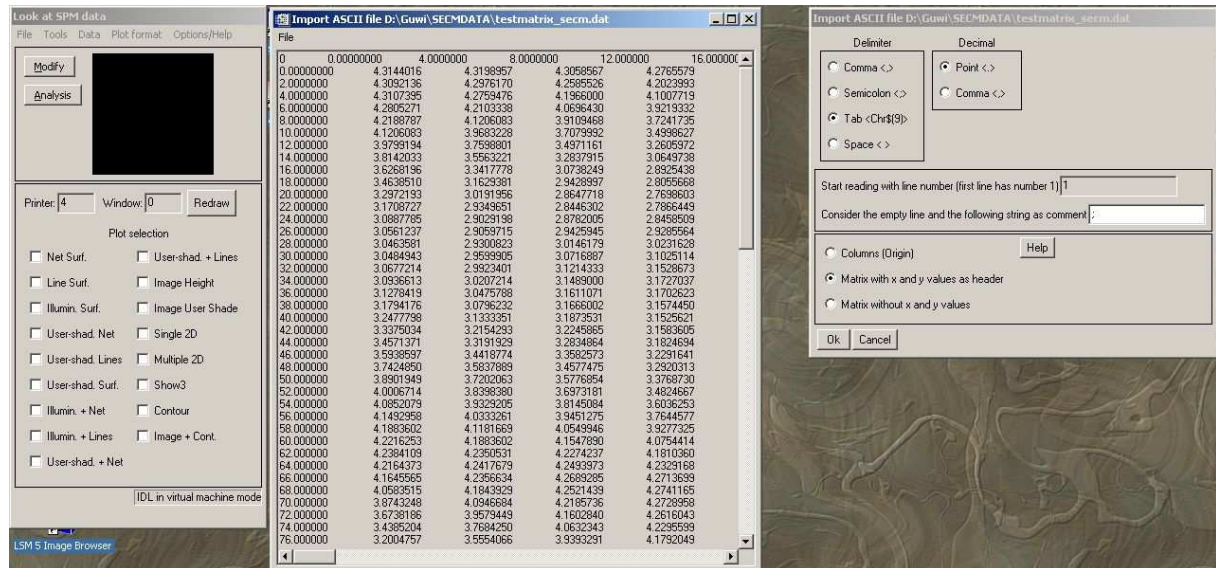 Look at SPM data
File Tools Data Plot format Options/Help
Modify
Analysis
Printer: 4 Window: 0 Redraw
Plot selection
Net Surf. User-shad. + Lines
Line Surf. Image Height
Illumin. Surf. Image User Shade
User-shad. Net Single 2D
User-shad. Lines Multiple 2D
User-shad. Surf. Show3
Illumin. + Net Contour
Illumin. + Lines Image + Cont.
User-shad. + Net
IDL in virtual machine mode
LSM 5 Image Browser
Import ASCII file D:\Guwi\SECMDATA\testmatrix_secm.dat
File
0 0.00000000 4.0000000 8.0000000 12.000000 16.000000
0.00000000 4.3144016 4.3198957 4.3058567 4.2765579
2.0000000 4.3092136 4.2976170 4.2585526 4.2023993
4.0000000 4.3107395 4.2759476 4.1966000 4.1007719
6.0000000 4.2805271 4.2103338 4.0696430 3.9219332
8.0000000 4.2188787 4.1206083 3.9109468 3.7241735
10.000000 4.1206083 3.9683228 3.7079992 3.4998627
12.000000 3.9799194 3.7598801 3.4971161 3.2605972
14.000000 3.8142033 3.5563221 3.2837915 3.0649738
16.000000 3.6268196 3.3417778 3.0738249 2.8925438
18.000000 3.4638510 3.1629381 2.9428997 2.8055668
20.000000 3.2972193 3.0191956 2.8647718 2.7698603
22.000000 3.1708727 2.9349651 2.8446302 2.7866449
24.000000 3.0887785 2.9029198 2.8782005 2.8458509
26.000000 3.0561237 2.9059715 2.9425945 2.9285564
28.000000 3.0463581 2.9300823 3.0146179 3.0231628
30.000000 3.0484943 2.9599905 3.0716887 3.1025114
32.000000 3.0677214 2.9923401 3.1214333 3.1528673
34.000000 3.0936613 3.0207214 3.1489000 3.1727037
36.000000 3.1278419 3.0475788 3.1611071 3.1702623
38.000000 3.1794176 3.0796232 3.1666002 3.1574450
40.000000 3.2477798 3.1333351 3.1873531 3.1525621
42.000000 3.3375034 3.2154293 3.2245865 3.1583605
44.000000 3.4571371 3.3191929 3.2834864 3.1824694
46.000000 3.5938597 3.4418774 3.3582573 3.2291641
48.000000 3.7424850 3.5837889 3.4577475 3.2920313
50.000000 3.8901949 3.7202063 3.5776854 3.3768730
52.000000 4.0006714 3.8398380 3.6973181 3.4824667
54.000000 4.0852079 3.9329205 3.8145084 3.6036253
56.000000 4.1492958 4.0333261 3.9451275 3.7644577
58.000000 4.1883602 4.1181669 4.0549946 3.9277325
60.000000 4.2216253 4.1883602 4.1547890 4.0754414
62.000000 4.2384109 4.2350531 4.2274237 4.1810360
64.000000 4.2164373 4.2417679 4.2493973 4.2329168
66.000000 4.1645565 4.2356634 4.2689285 4.2713699
68.000000 4.0583515 4.1843929 4.2521439 4.2741165
70.000000 3.8743248 4.0946684 4.2185736 4.2728958
72.000000 3.6738186 3.9579449 4.1602840 4.2616043
74.000000 3.4385204 3.7684250 4.0632343 4.2295599
76.000000 3.2004757 3.5554066 3.9393291 4.1792049
Import ASCII file D:\Guwi\SECMDATA\testmatrix_secm.dat
Delimiter Decimal
Comma <,> Point <.>
Semicolon <;> Comma <,>
Tab <Chr$(9)>
Space < >
Start reading with line number (first line has number 1) 1
Consider the empty line and the following string as comment ;
Columns (Origin) Help
Matrix with x and y values as header
Matrix without x and y values
Ok Cancel